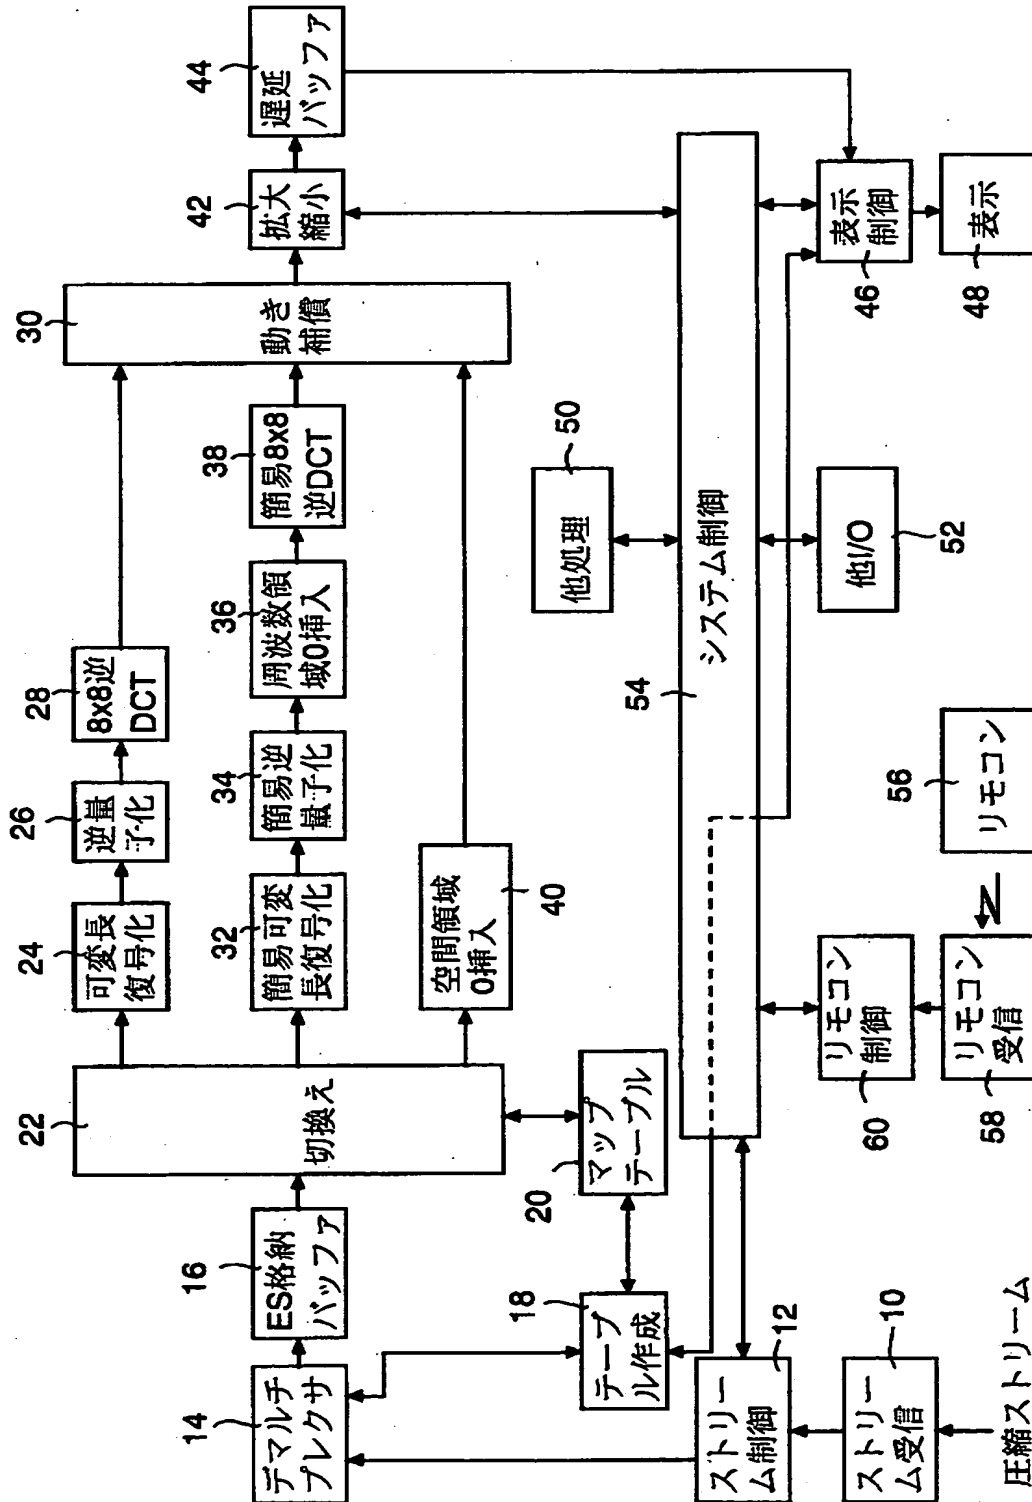 14
デマルチ
プレクサ
16
ES格納
バッファ
22
切換え
24
可変長
復号化
26
逆量
子化
28
8x8逆
DCT
30
動き
補償
32
簡易可変
長復号化
34
簡易逆
量子化
36
周波数領
域0挿入
38
簡易8x8
逆DCT
40
空間領域
0挿入
42
拡大
縮小
44
遅延
バッファ
18
テーブ
ル作成
20
マップ
テーブル
50
他処理
54
システム制御
12
ストリー
ム制御
10
ストリー
ム受信
圧縮ストリーム
60
リモコン
制御
58
リモコン
受信
56
リモコン
52
他I/O
46
表示
制御
48
表示